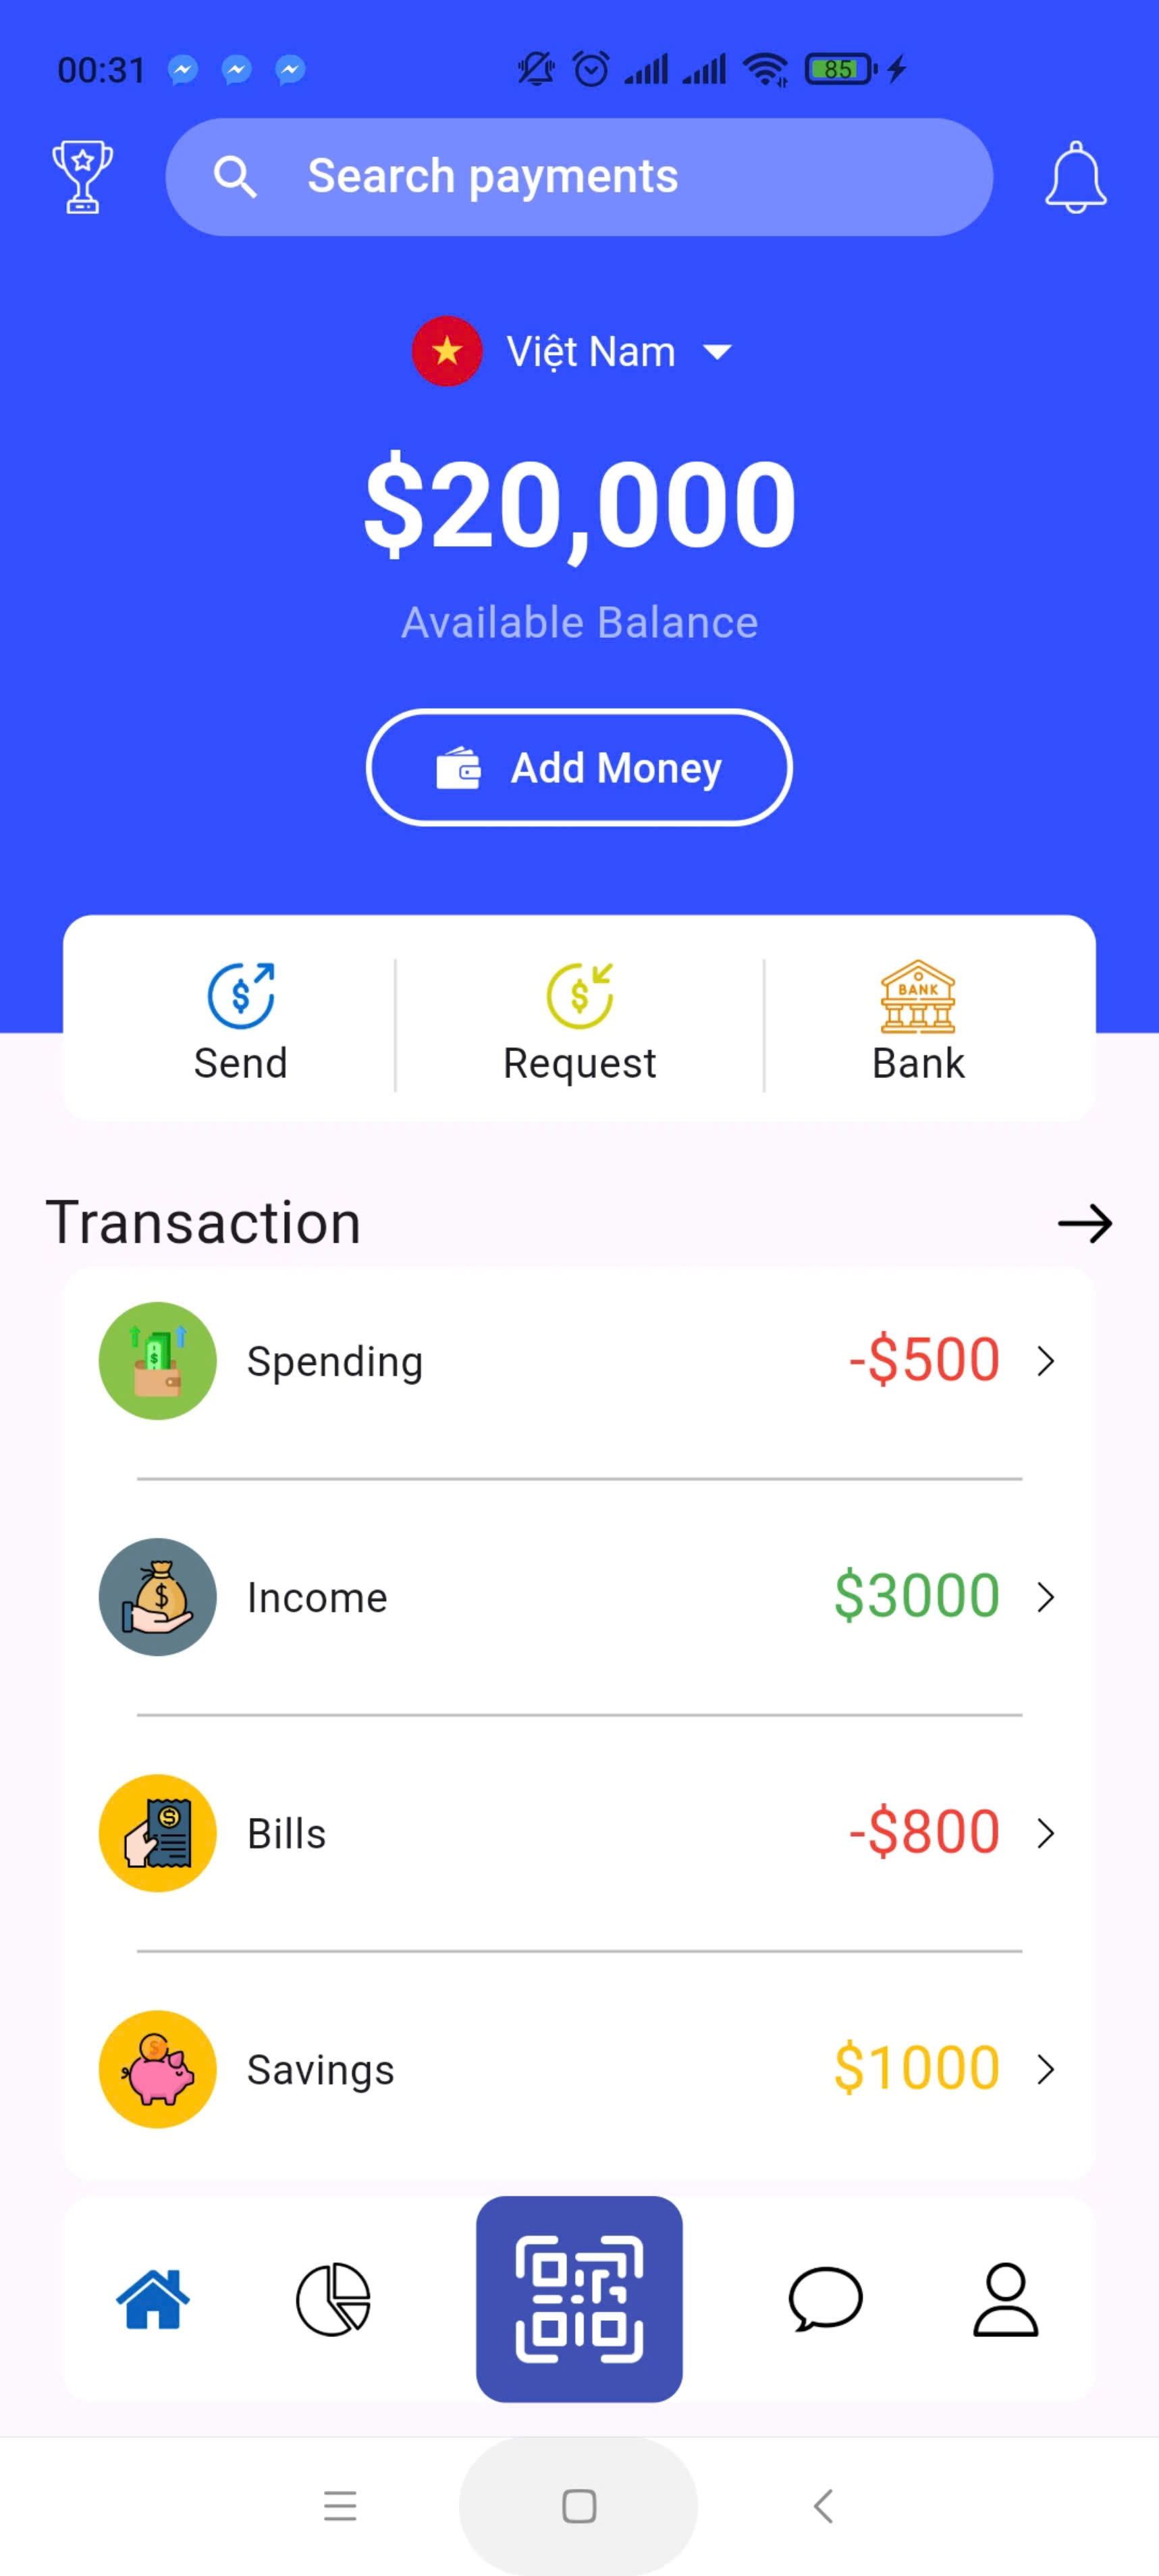 00:31
85
Search payments
Việt Nam
$20,000
Available Balance
Add Money
$ $ BANK
Send Request Bank
Transaction
$
Spending -$500
$
Income $3000
$
Bills -$800
$
Savings $1000